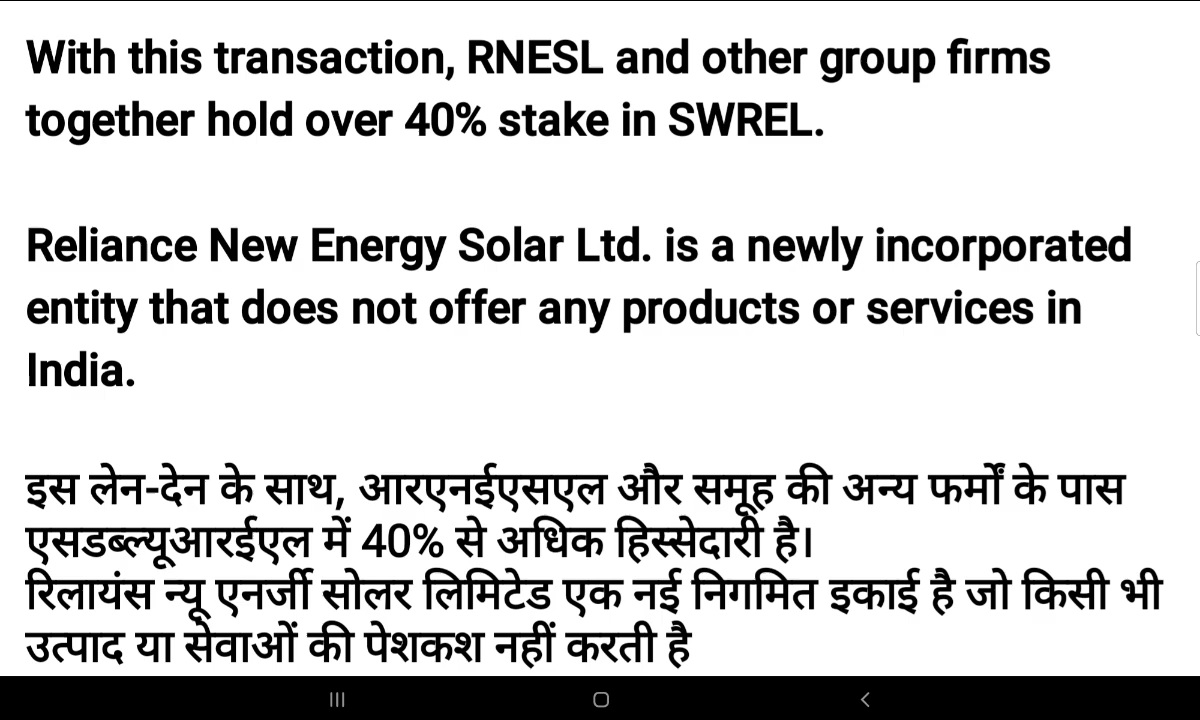 With this transaction, RNESL and other group firms
together hold over 40% stake in SWREL.
Reliance New Energy Solar Ltd. is a newly incorporated
entity that does not offer any products or services in
India.
इस लेन-देन के साथ, आरएनईएसएल और समूह की अन्य फर्मों के पास
एसडब्ल्यूआरईएल में 40% से अधिक हिस्सेदारी है।
रिलायंस न्यू एनर्जी सोलर लिमिटेड एक नई निगमित इकाई है जो किसी भी
उत्पाद या सेवाओं की पेशकश नहीं करती है